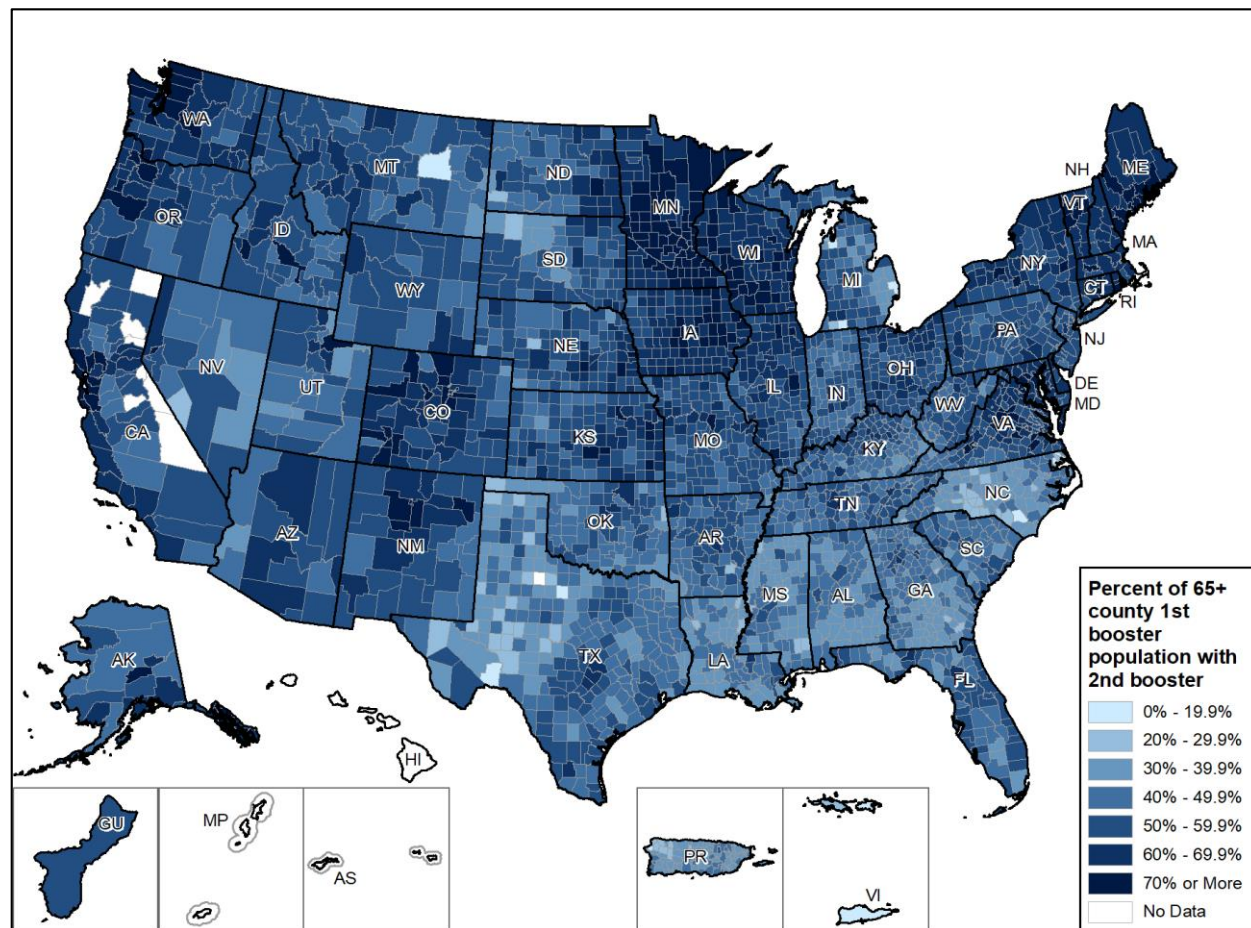 WA
MT
ND
MN
NH
ME
VT
OR
ID
SD
WI
MI
NY
MA
WY
CT
RI
IA
NE
PA
NJ
NV
UT
CO
IL
IN
OH
DE
MD
CA
KS
MO
WV
VA
KY
AZ
NM
OK
AR
TN
NC
SC
MS
AL
GA
TX
LA
FL
AK
HI
GU
MP
AS
PR
VI
Percent of 65+
county 1st
booster
population with
2nd booster
0% - 19.9%
20% - 29.9%
30% - 39.9%
40% - 49.9%
50% - 59.9%
60% - 69.9%
70% or More
No Data